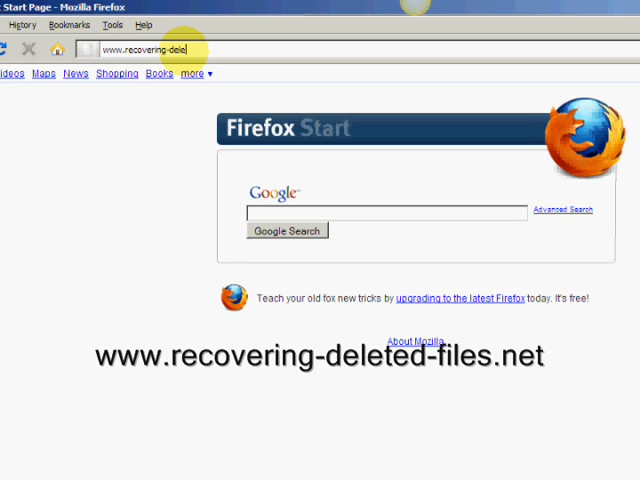 Start Page - Mozilla Firefox
History Bookmarks Tools Help
www.recovering-dele
ideos Maps News Shopping Books more ▼
Firefox Start
Google™
Advanced Search
Google Search
Teach your old fox new tricks by upgrading to the latest Firefox today. It's free!
About Mozilla
www.recovering-deleted-files.net